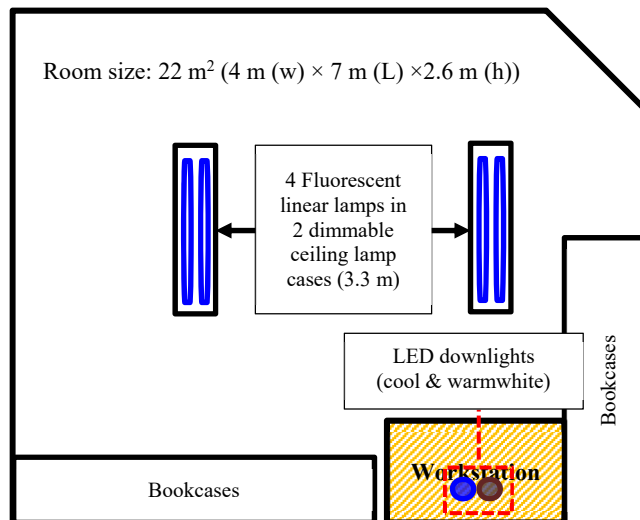 Room size: 22 m² (4 m (w) × 7 m (L) ×2.6 m (h))
4 Fluorescent
linear lamps in
2 dimmable
ceiling lamp
cases (3.3 m)
LED downlights
(cool & warmwhite)
Bookcases
Workstation
Bookcases